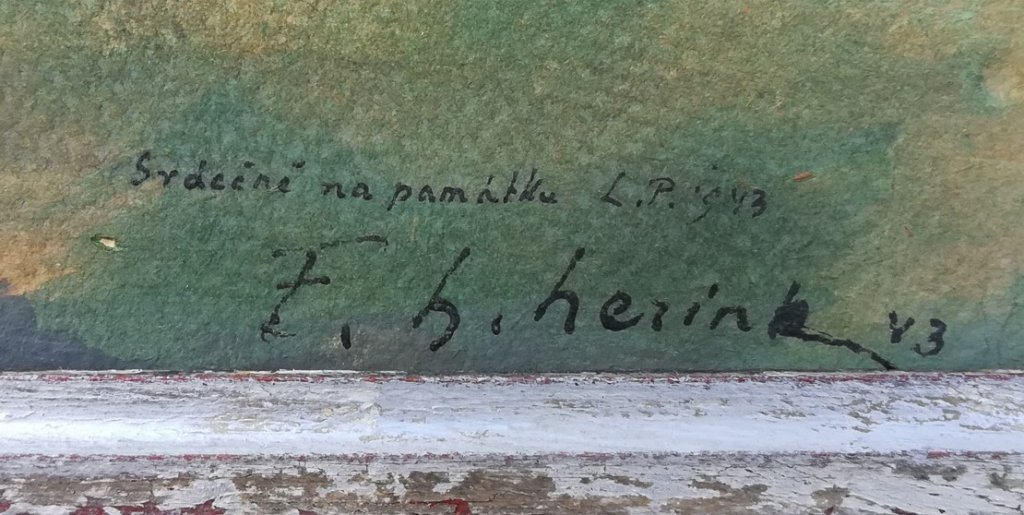 Srdečně na památku L.P. 1943
F. h. herink 43